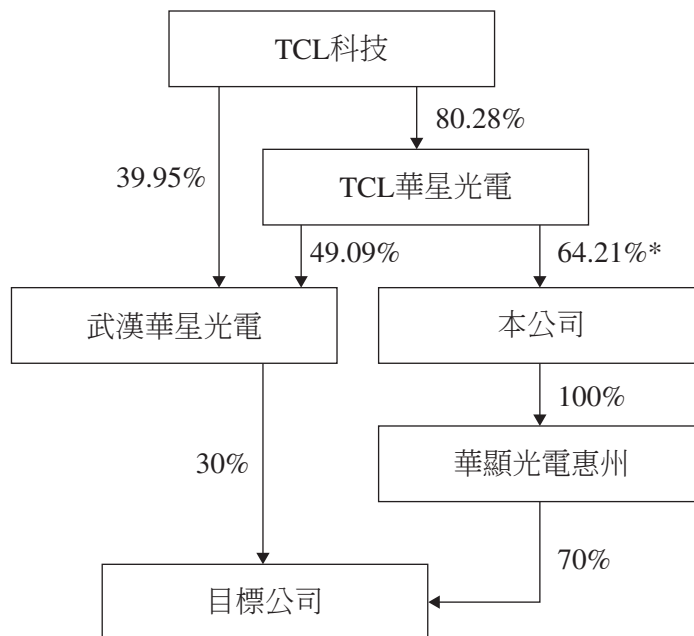 TCL科技
80.28%
39.95%
TCL華星光電
49.09%
64.21%*
武漢華星光電
本公司
100%
華顯光電惠州
30%
70%
目標公司